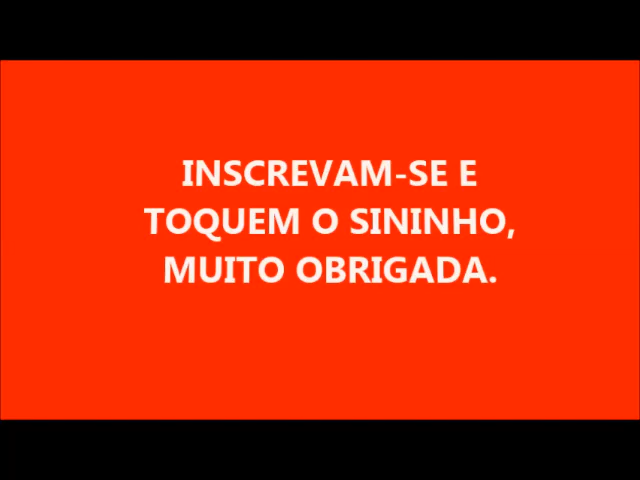 INSCREVAM-SE E
TOQUEM O SININHO,
MUITO OBRIGADA.